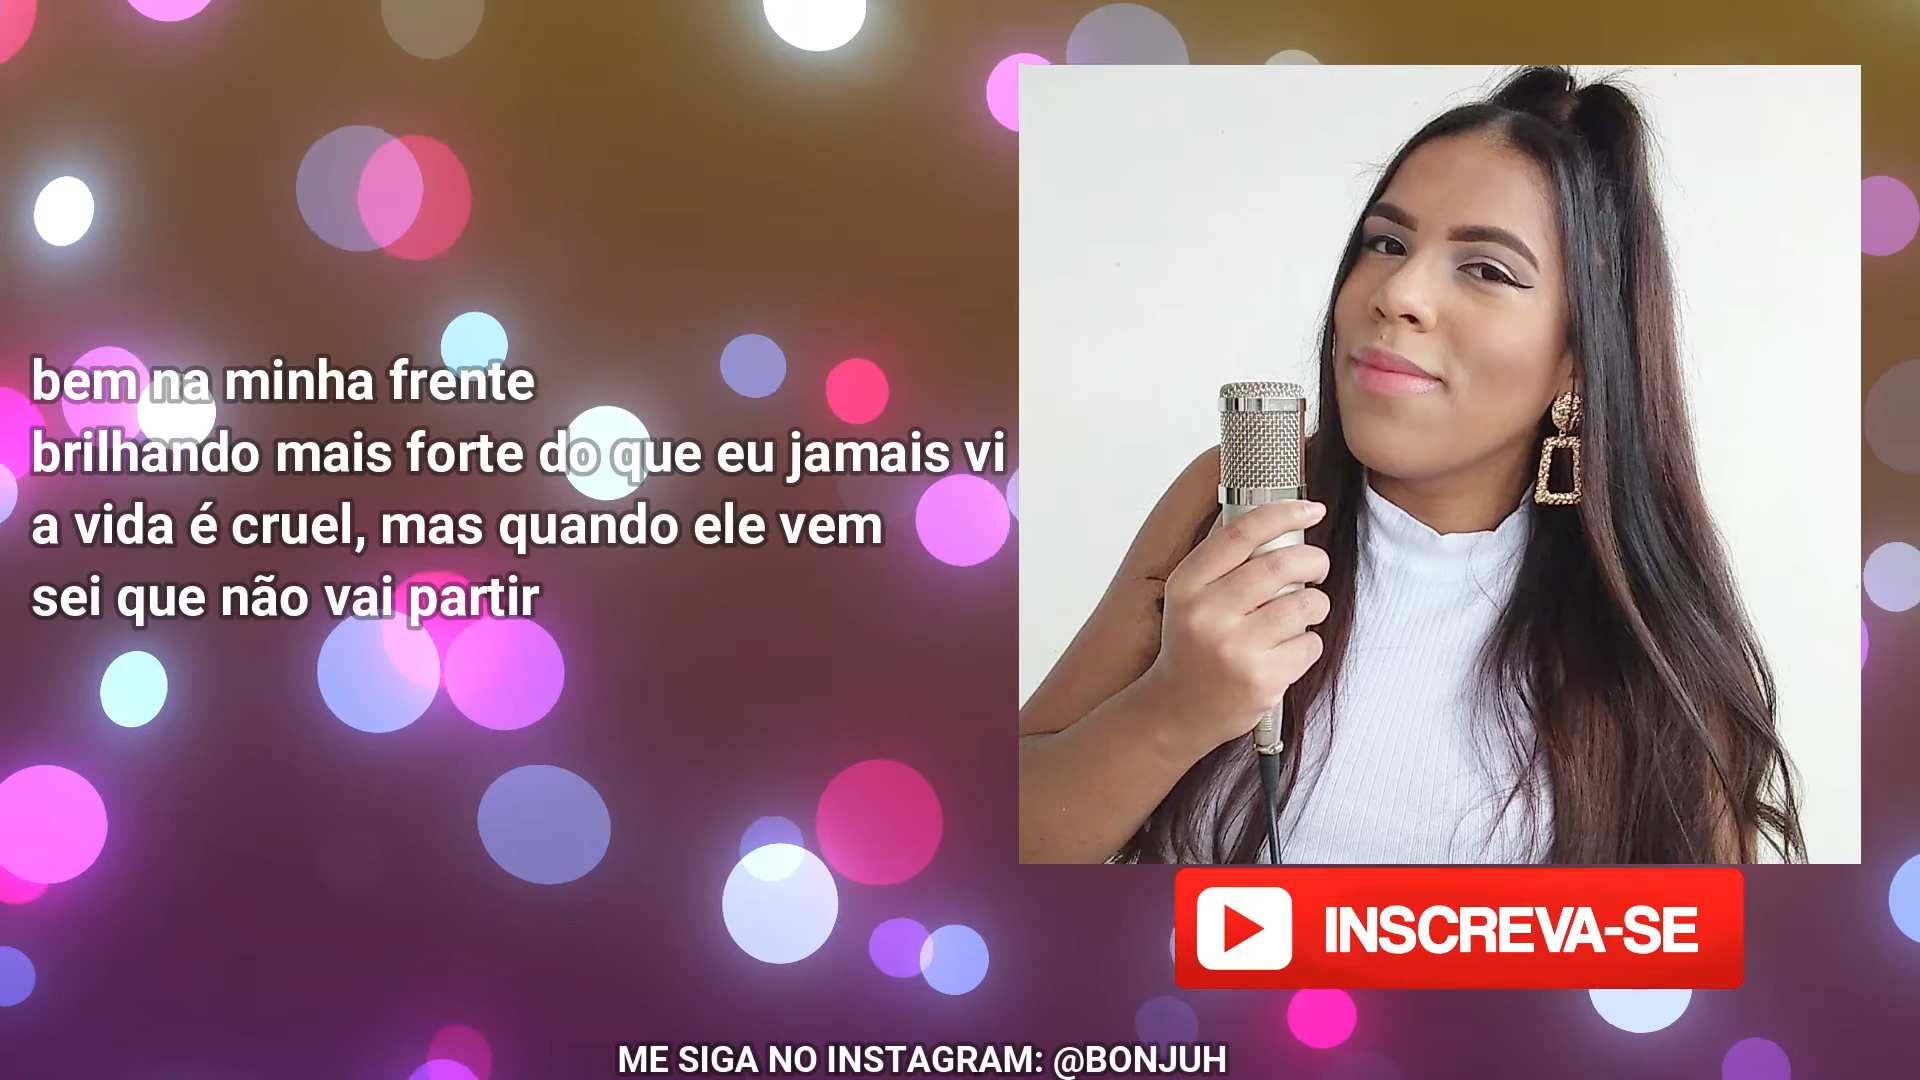 bem na minha frente
brilhando mais forte do que eu jamais vi
a vida é cruel, mas quando ele vem
sei que não vai partir
INSCREVA-SE
ME SIGA NO INSTAGRAM: @BONJUH